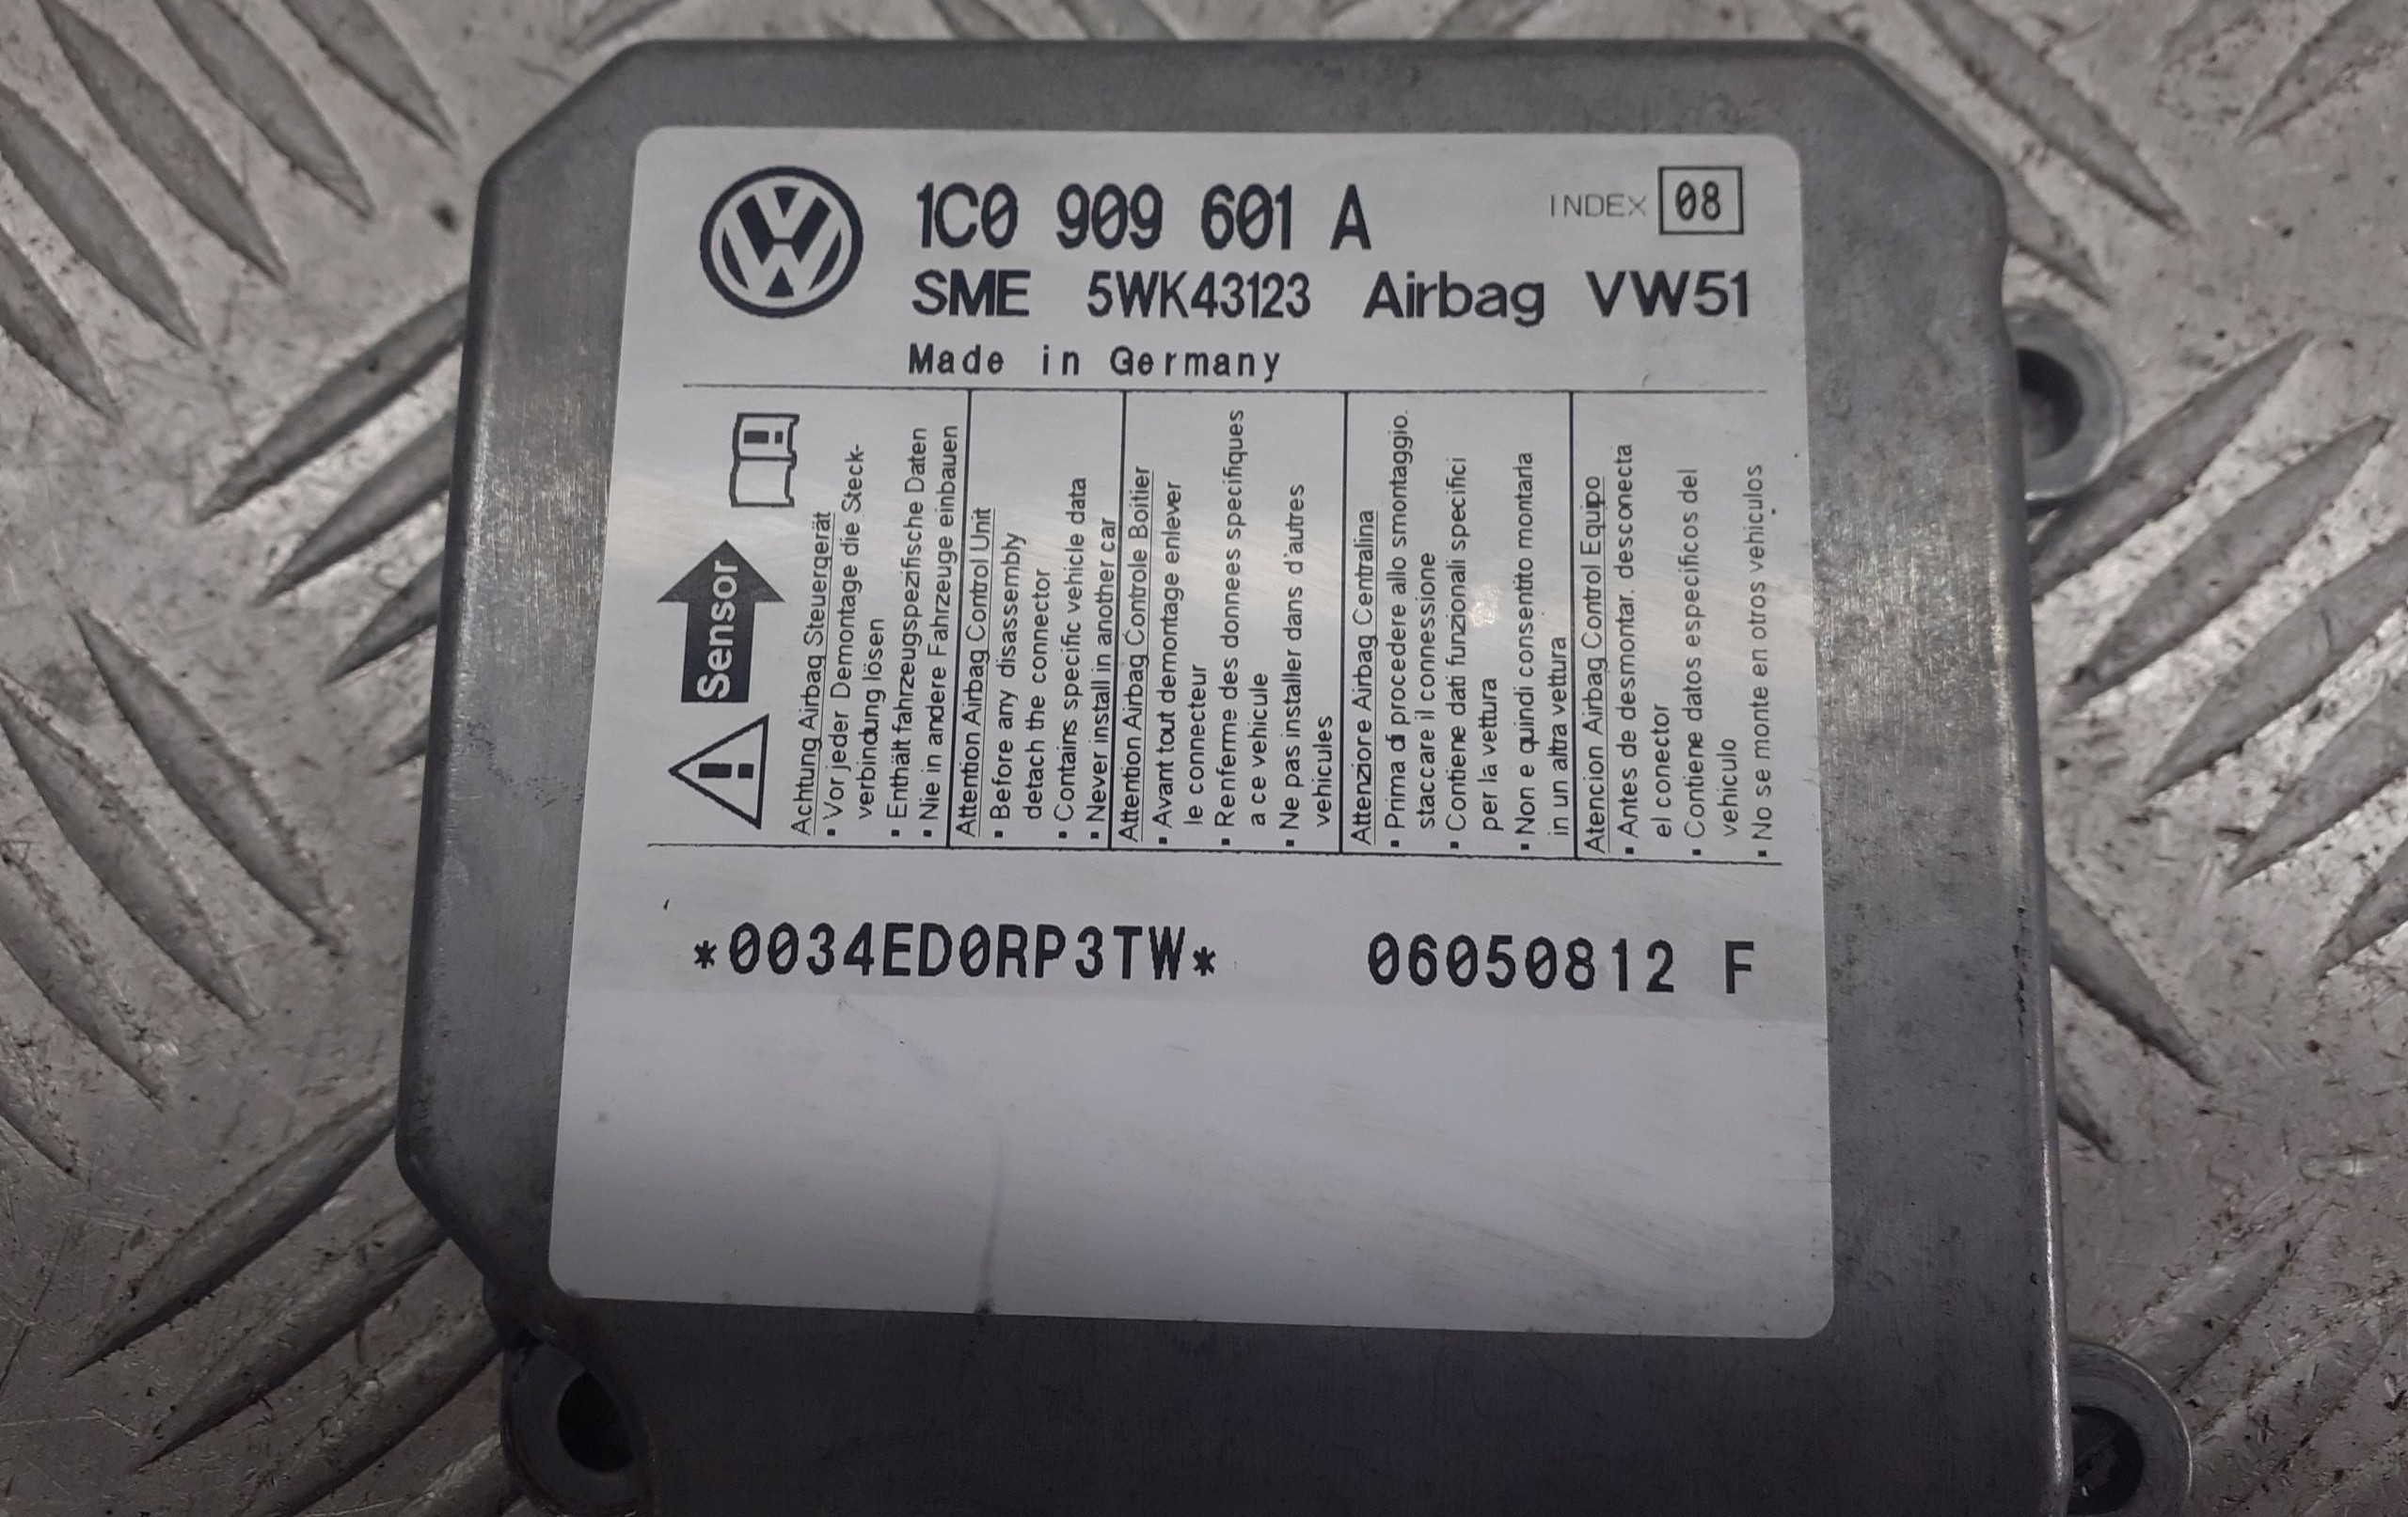 1C0 909 601 A
INDEX 08
SME 5WK43123 Airbag VW51
Made in Germany
Sensor
Achtung Airbag Steuergerät
▪ Vor jeder Demontage die Steck-
verbindung lösen
▪ Enthält fahrzeugspezifische Daten
▪ Nie in andere Fahrzeuge einbauen
Attention Airbag Control Unit
▪ Before any disassembly
detach the connector
▪ Contains specific vehicle data
▪ Never install in another car
Attention Airbag Controle Boitier
▪ Avant tout demontage enlever
le connecteur
▪ Renferme des donnees specifiques
a ce vehicule
▪ Ne pas installer dans d'autres
vehicules
Attenzione Airbag Centralina
▪ Prima di procedere allo smontaggio.
staccare il connessione
▪ Contiene dati funzionali specifici
per la vettura
▪ Non e quindi consentito montarla
in un altra vettura
Atencion Airbag Control Equipo
▪ Antes de desmontar. desconecta
el conector
▪ Contiene datos especificos del
vehiculo
▪ No se monte en otros vehiculos
*0034ED0RP3TW* 06050812 F